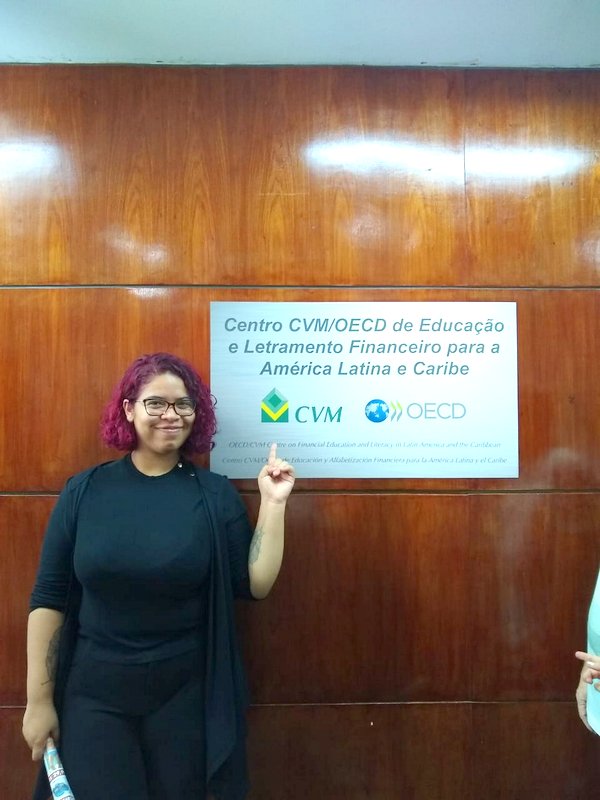 Centro CVM/OECD de Educação
e Letramento Financeiro para a
América Latina e Caribe
CVM
OECD
OECD/CVM Centre on Financial Education and Literacy in Latin America and the Caribbean
Centro CVM/ de Educación y Alfabetización Financiera para la América Latina y el Caribe